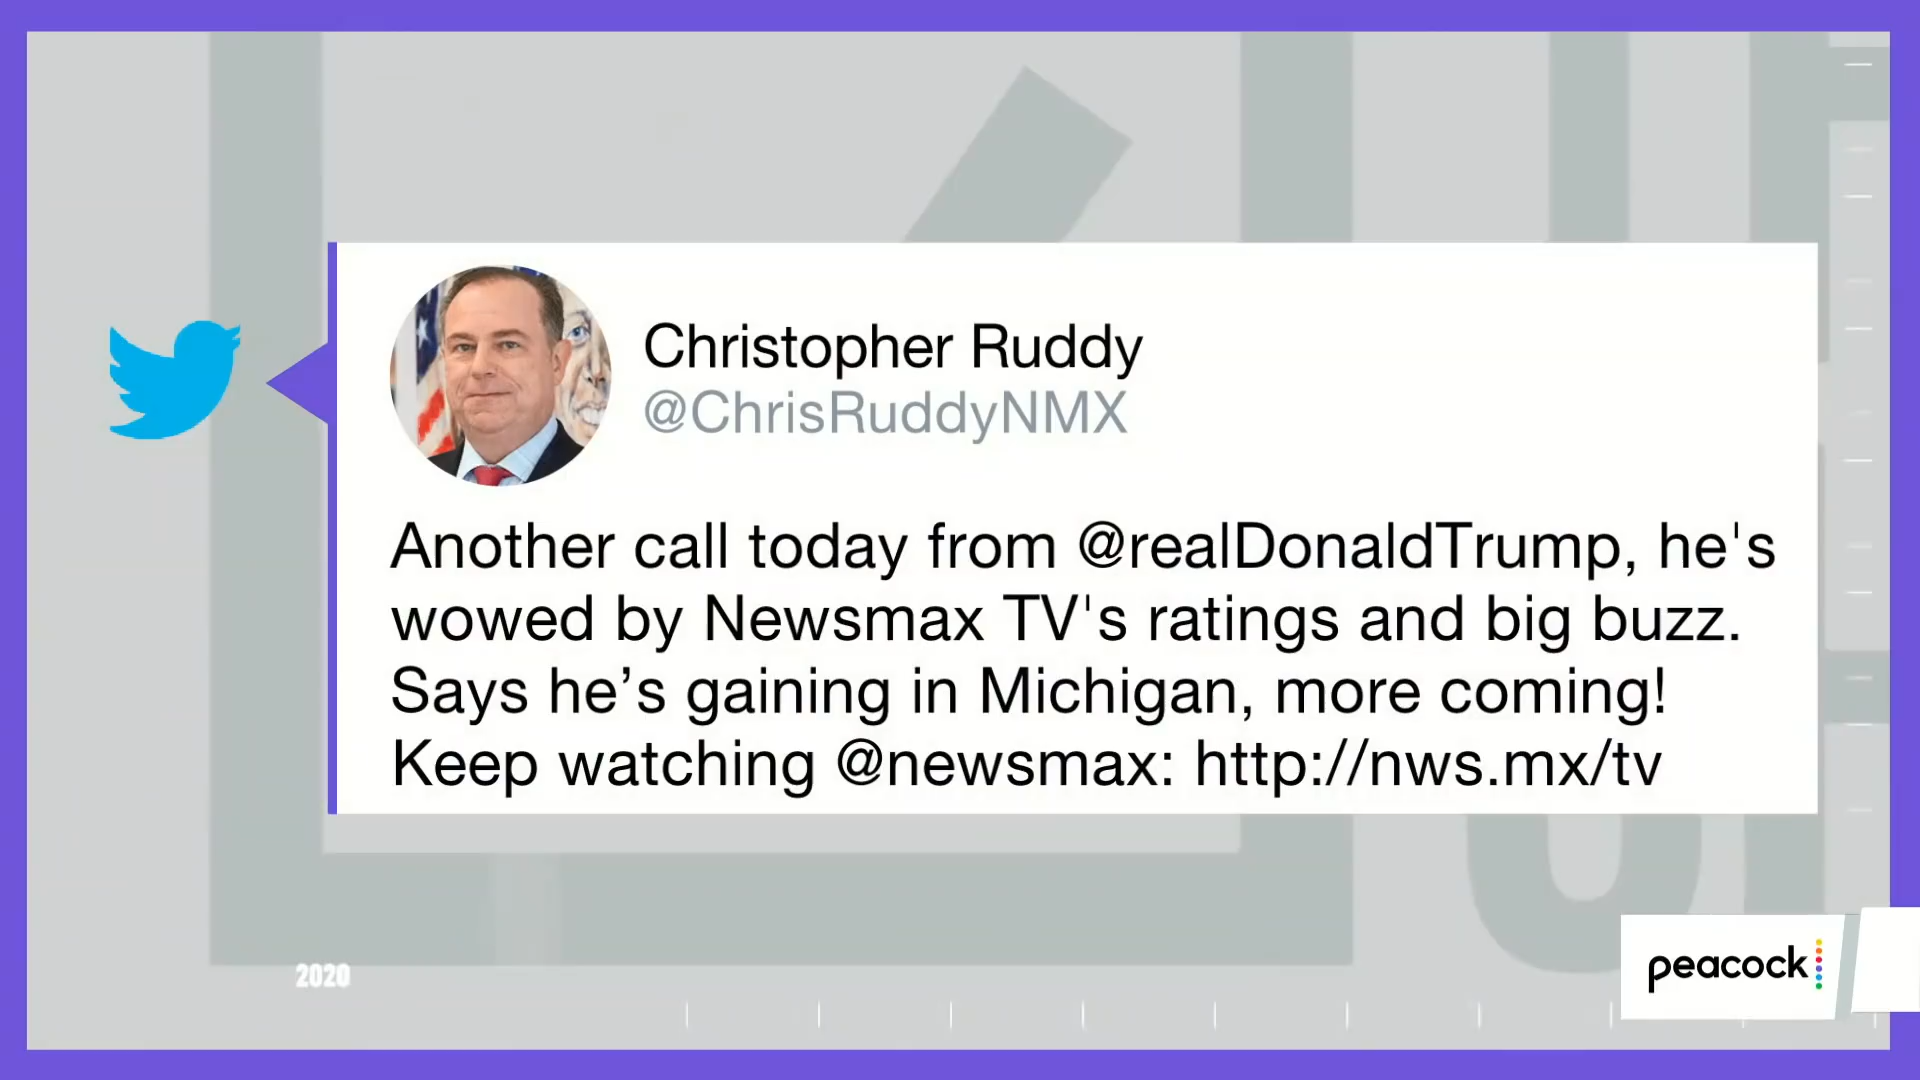 Christopher Ruddy
@ChrisRuddyNMX
Another call today from @realDonaldTrump, he's
wowed by Newsmax TV's ratings and big buzz.
Says he’s gaining in Michigan, more coming!
Keep watching @newsmax: http://nws.mx/tv
2020
peacock